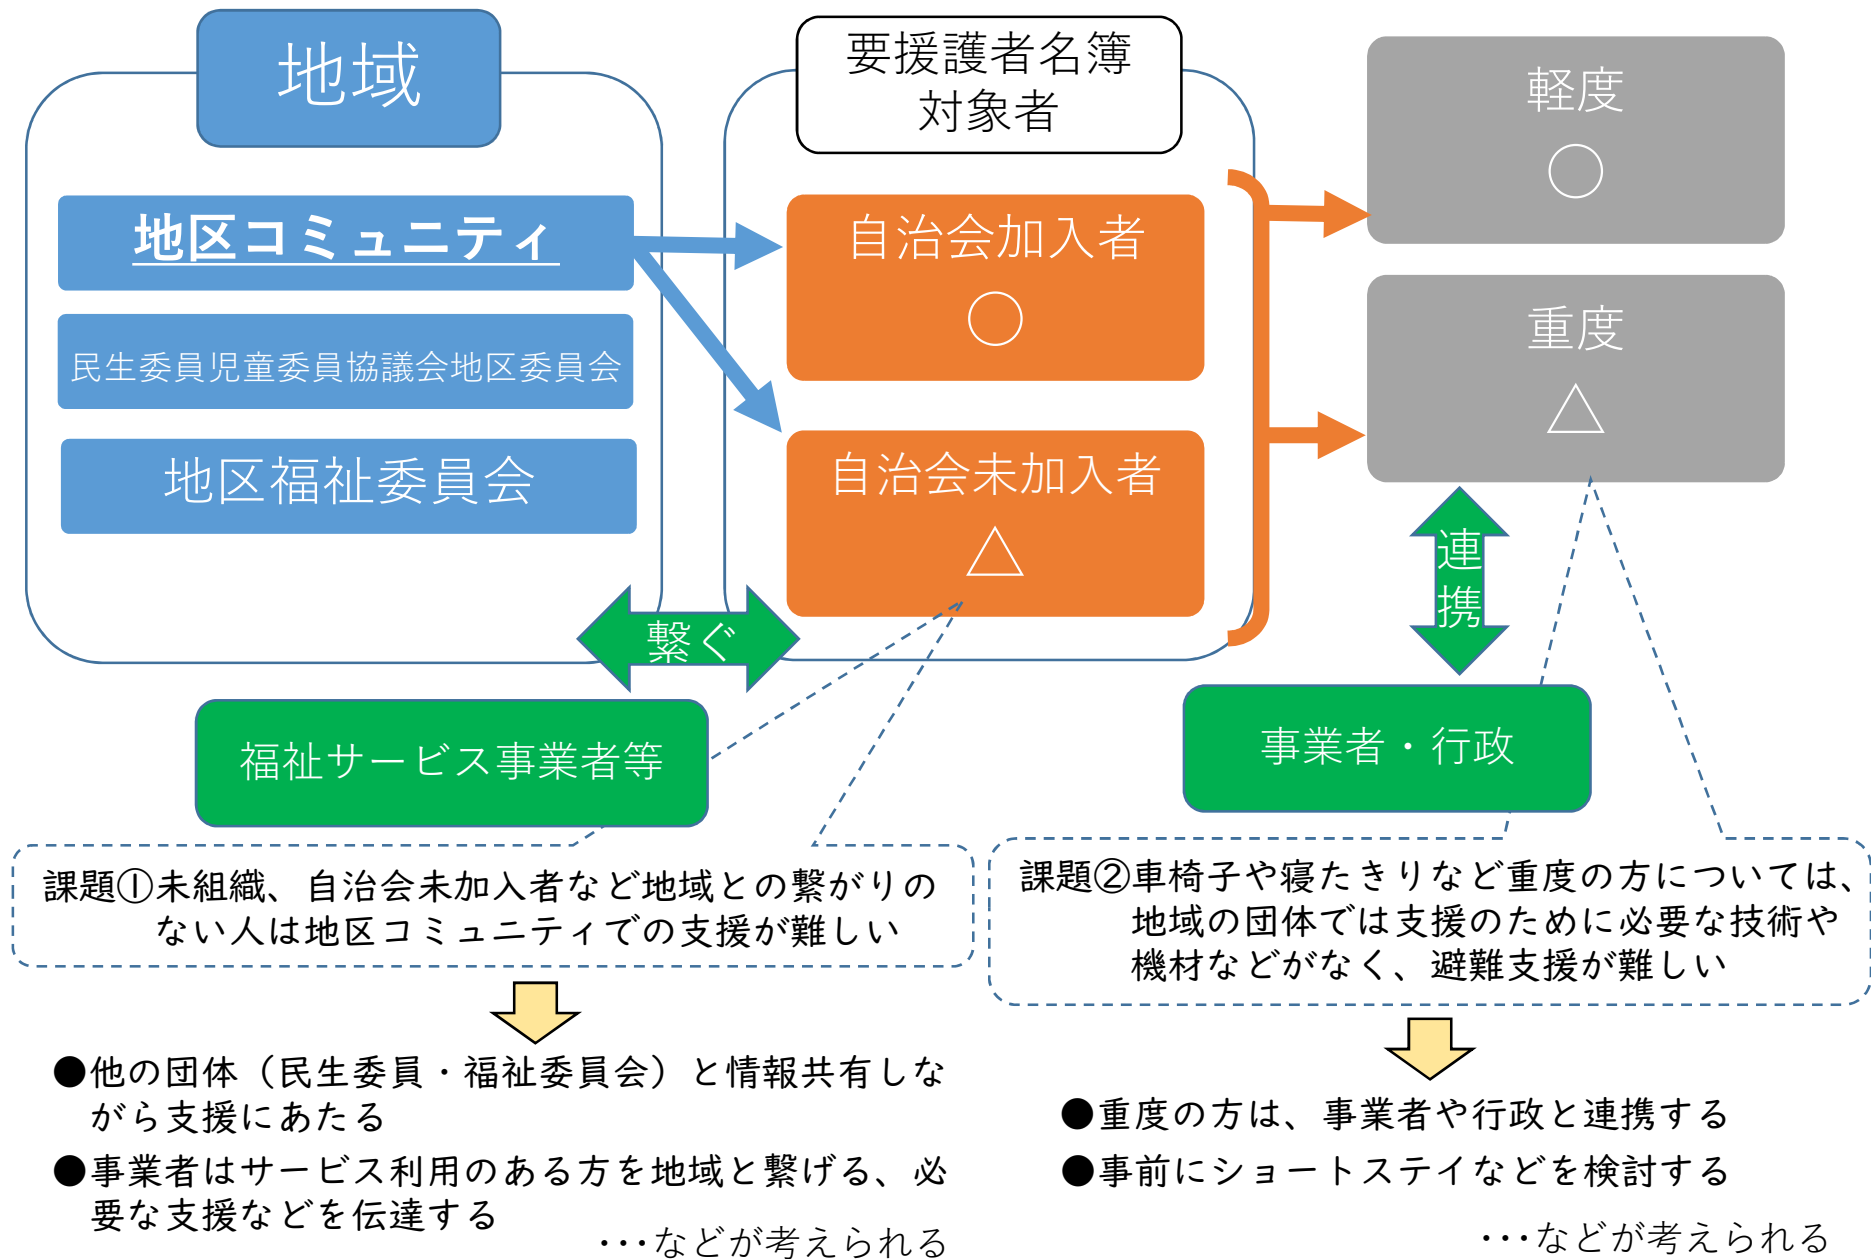 地域
地区コミュニティ
民生委員児童委員協議会地区委員会
地区福祉委員会
要援護者名簿
対象者
自治会加入者
○
自治会未加入者
△
軽度
○
重度
△
繋ぐ
連
携
福祉サービス事業者等
事業者・行政
課題①未組織、自治会未加入者など地域との繋がりの
ない人は地区コミュニティでの支援が難しい
課題②車椅子や寝たきりなど重度の方については、
地域の団体では支援のために必要な技術や
機材などがなく、避難支援が難しい
●他の団体（民生委員・福祉委員会）と情報共有しな
がら支援にあたる
●事業者はサービス利用のある方を地域と繋げる、必
要な支援などを伝達する
･･･などが考えられる
●重度の方は、事業者や行政と連携する
●事前にショートステイなどを検討する
･･･などが考えられる